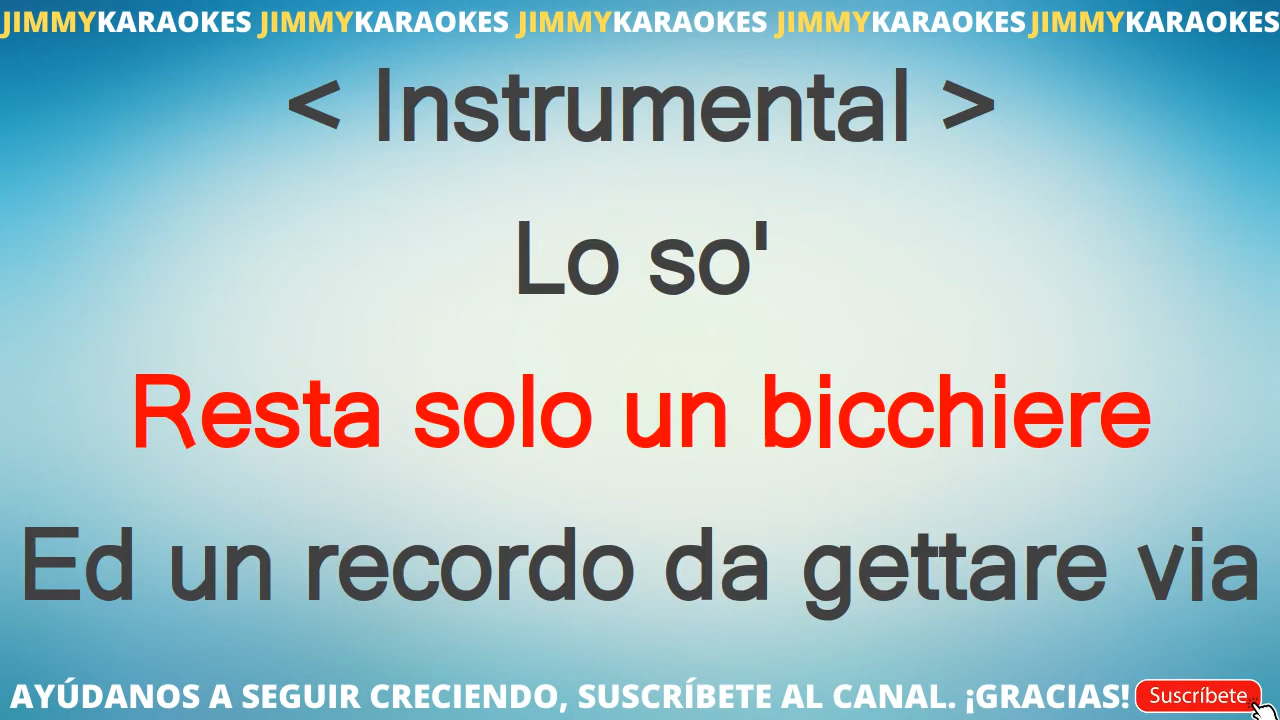 JIMMYKARAOKES JIMMYKARAOKES JIMMYKARAOKES JIMMYKARAOKES JIMMYKARAOKES
< Instrumental >
Lo so'
Resta solo un bicchiere
Ed un recordo da gettare via
AYÚDANOS A SEGUIR CRECIENDO, SUSCRÍBETE AL CANAL. ¡GRACIAS! Suscríbete